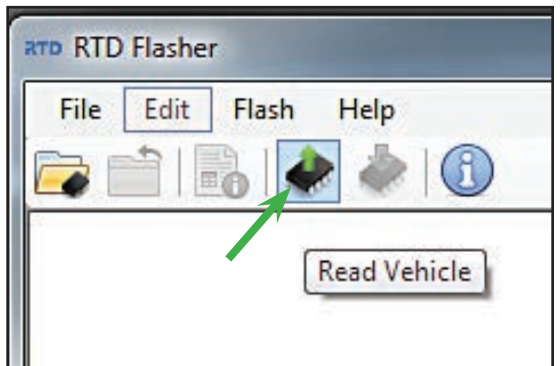 RTD RTD Flasher
File Edit Flash Help
Read Vehicle